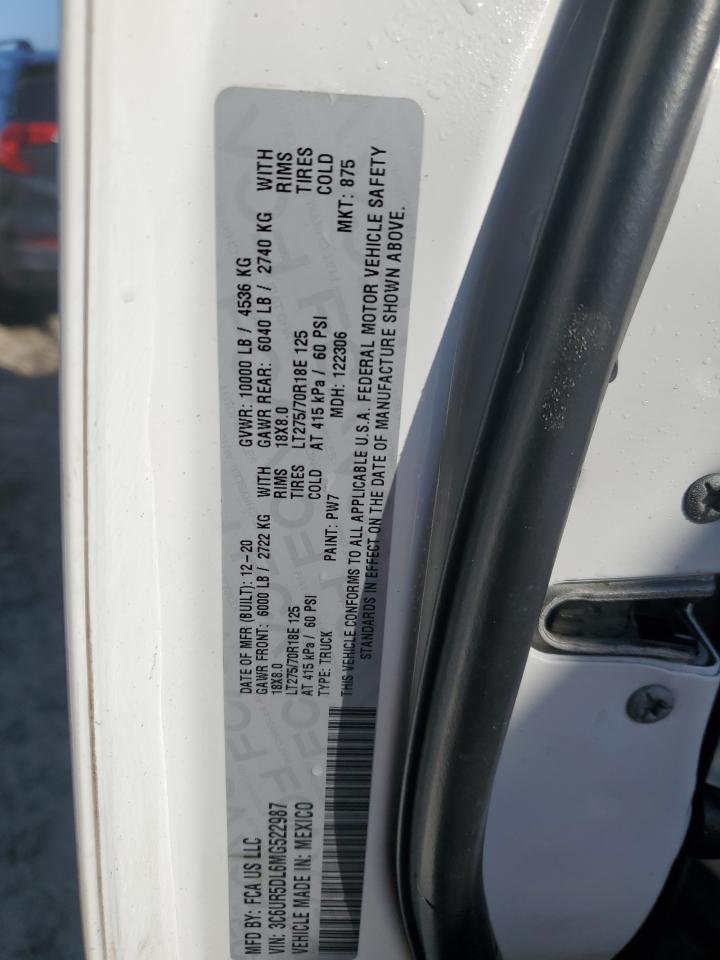 MFD BY: FCA US LLC
DATE OF MFR (BUILT): 12-20
GVWR: 10000 LB / 4536 KG
VIN: 3C6UR5DL6MG522987
GAWR FRONT: 6000 LB / 2722 KG WITH
GAWR REAR: 6040 LB / 2740 KG WITH
18X8.0 RIMS
18X8.0 RIMS
LT275/70R18E 125 TIRES
LT275/70R18E 125 TIRES
VEHICLE MADE IN: MEXICO
AT 415 kPa / 60 PSI COLD
AT 415 kPa / 60 PSI COLD
TYPE: TRUCK
PAINT: PW7
MDH: 122306
MKT: 875
THIS VEHICLE CONFORMS TO ALL APPLICABLE U.S.A. FEDERAL MOTOR VEHICLE SAFETY
STANDARDS IN EFFECT ON THE DATE OF MANUFACTURE SHOWN ABOVE.